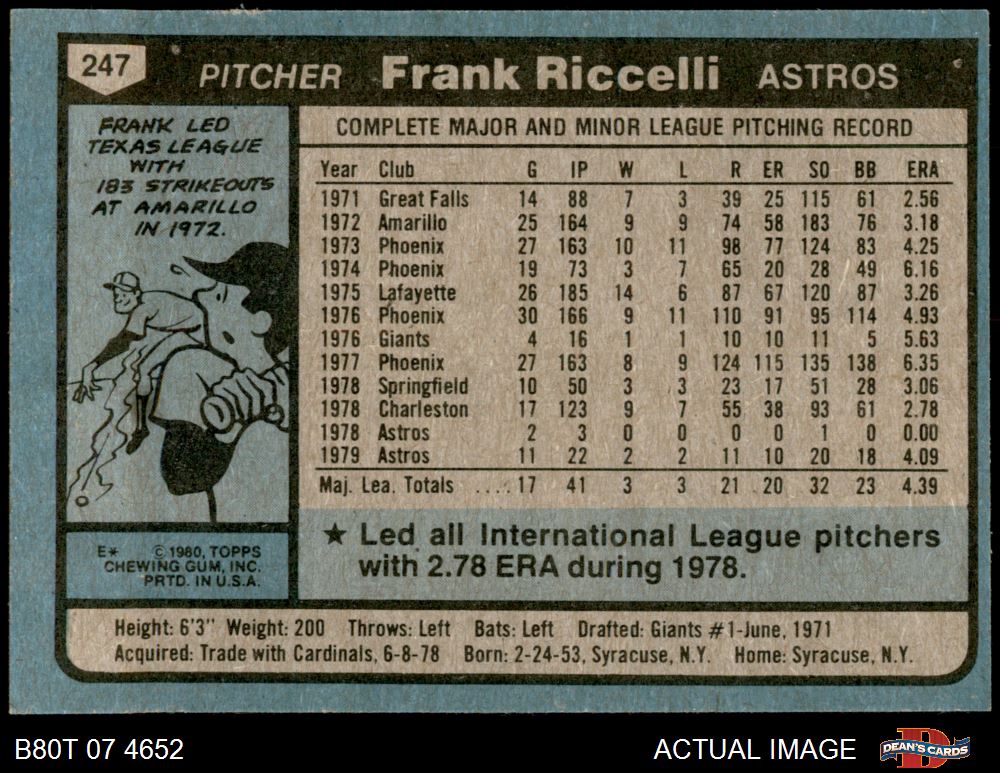 247 PITCHER Frank Riccelli ASTROS
FRANK LED
TEXAS LEAGUE
WITH
183 STRIKEOUTS
AT AMARILLO
IN 1972.
COMPLETE MAJOR AND MINOR LEAGUE PITCHING RECORD
Year Club G IP W L R ER SO BB ERA
1971 Great Falls 14 88 7 3 39 25 115 61 2.56
1972 Amarillo 25 164 9 9 74 58 183 76 3.18
1973 Phoenix 27 163 10 11 98 77 124 83 4.25
1974 Phoenix 19 73 3 7 65 20 28 49 6.16
1975 Lafayette 26 185 14 6 87 67 120 87 3.26
1976 Phoenix 30 166 9 11 110 91 95 114 4.93
1976 Giants 4 16 1 1 10 10 11 5 5.63
1977 Phoenix 27 163 8 9 124 115 135 138 6.35
1978 Springfield 10 50 3 3 23 17 51 28 3.06
1978 Charleston 17 123 9 7 55 38 93 61 2.78
1978 Astros 2 3 0 0 0 0 1 0 0.00
1979 Astros 11 22 2 2 11 10 20 18 4.09
Maj. Lea. Totals ....17 41 3 3 21 20 32 23 4.39
★ Led all International League pitchers
with 2.78 ERA during 1978.
E* © 1980, TOPPS
CHEWING GUM, INC.
PRTD. IN U.S.A.
Height: 6'3" Weight: 200 Throws: Left Bats: Left Drafted: Giants #1-June, 1971
Acquired: Trade with Cardinals, 6-8-78 Born: 2-24-53, Syracuse, N.Y. Home: Syracuse, N.Y.
B80T 07 4652 ACTUAL IMAGE DEAN'S CARDS